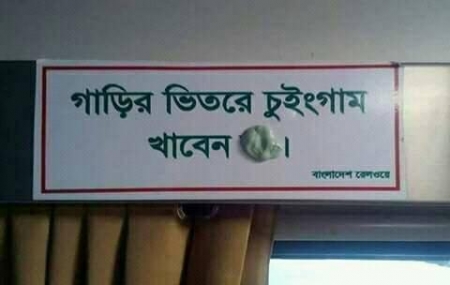 গাড়ির ভিতরে চুইংগাম
খাবেন ।
বাংলাদেশ রেলওয়ে